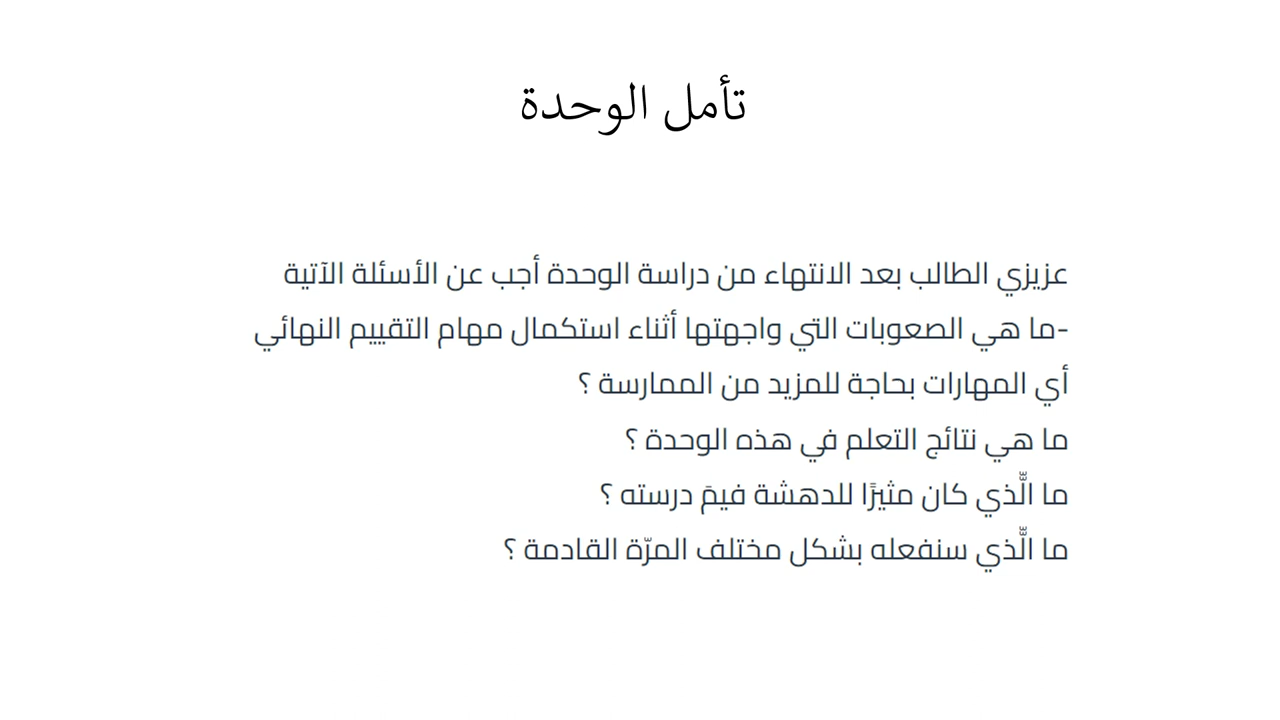 تأمل الوحدة
عزيزي الطالب بعد الانتهاء من دراسة الوحدة أجب عن الأسئلة الآتية
-ما هي الصعوبات التي واجهتها أثناء استكمال مهام التقييم النهائي
أي المهارات بحاجة للمزيد من الممارسة ؟
ما هي نتائج التعلم في هذه الوحدة ؟
ما الَّذي كان مثيرًا للدهشة فيمَ درسته ؟
ما الَّذي سنفعله بشكل مختلف المرّة القادمة ؟